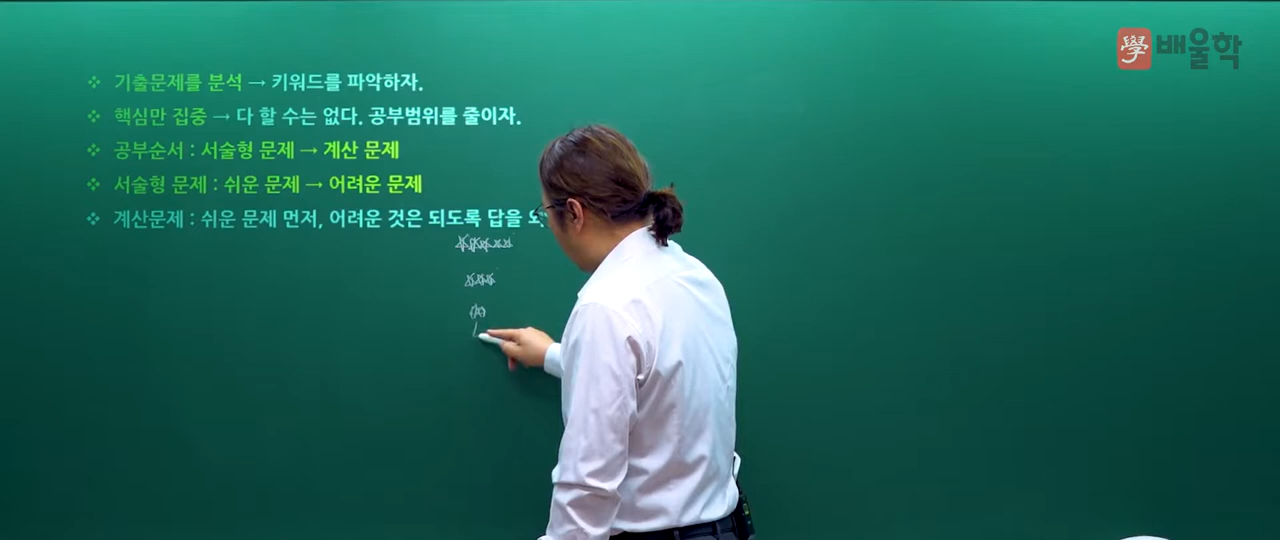 學 배울학
❖ 기출문제를 분석 → 키워드를 파악하자.
❖ 핵심만 집중 → 다 할 수는 없다. 공부범위를 줄이자.
❖ 공부순서 : 서술형 문제 → 계산 문제
❖ 서술형 문제 : 쉬운 문제 → 어려운 문제
❖ 계산문제 : 쉬운 문제 먼저, 어려운 것은 되도록 답을